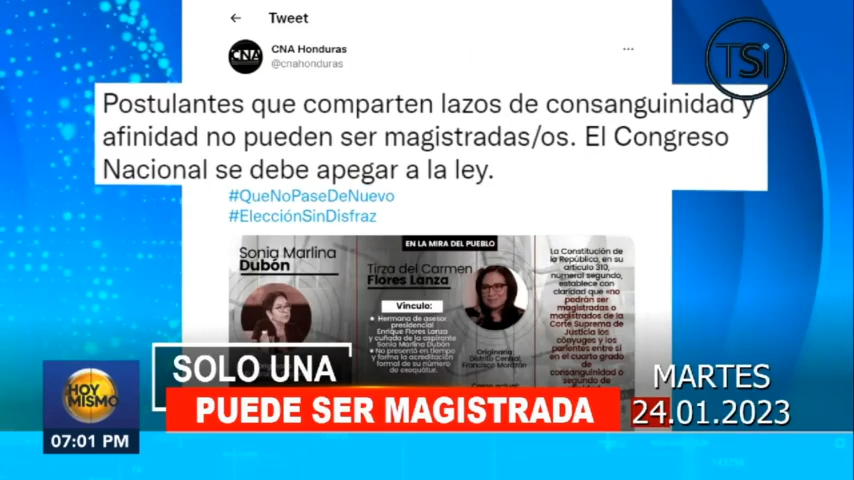 Tweet
CNA
CNA Honduras
@cnahonduras
TSi
Postulantes que comparten lazos de consanguinidad y
afinidad no pueden ser magistradas/os. El Congreso
Nacional se debe apegar a la ley.
#QueNoPaseDeNuevo
#ElecciónSinDisfraz
EN LA MIRA DEL PUEBLO
Sonia Marlina
Dubón
Tirza del Carmen
Flores Lanza
Vínculo:
Hermana de asesor
presidencial
Enrique Flores Lanza
y cuñada de la aspirante
Sonia Marlina Dubón
No presentó en tiempo
y forma la acreditación
formal de su número
de exequátur.
Originaria:
Distrito Central,
Francisco Morazán
La Constitución de
la República, en su
artículo 310,
numeral segundo,
establece con
claridad que «no
podrán ser
magistradas o
magistrados de la
Corte Suprema de
Justicia los
cónyuges y los
parientes entre sí
en el cuarto grado
de
consanguinidad o
segundo de
SOLO UNA
PUEDE SER MAGISTRADA
MARTES
24.01.2023
HOY
MISMO
07:01 PM